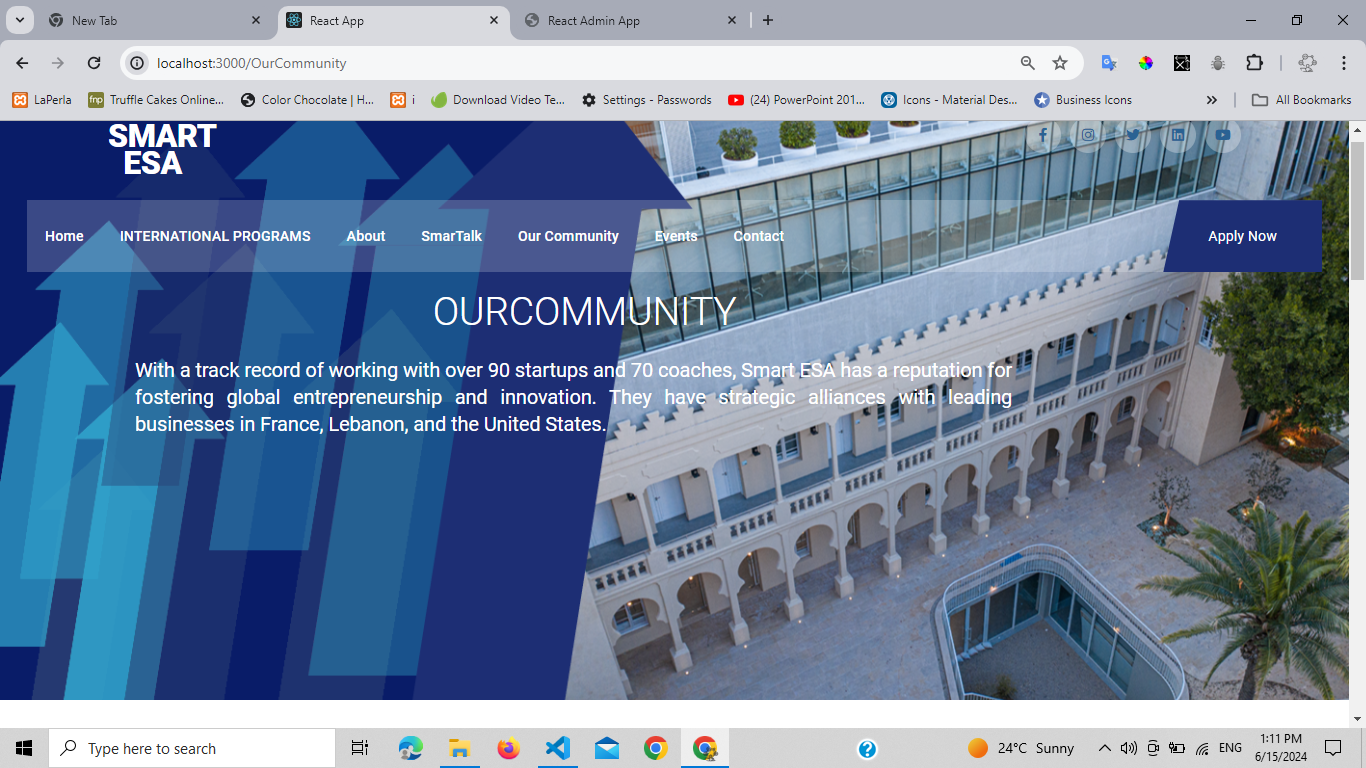 New Tab
React App
React Admin App
localhost:3000/OurCommunity
LaPerla
fnp
Truffle Cakes Online...
Color Chocolate | H...
i
Download Video Te...
Settings - Passwords
(24) PowerPoint 201...
Icons - Material Des...
Business Icons
All Bookmarks
SMART
ESA
Home
INTERNATIONAL PROGRAMS
About
SmarTalk
Our Community
Events
Contact
Apply Now
OURCOMMUNITY
With a track record of working with over 90 startups and 70 coaches, Smart ESA has a reputation for
fostering global entrepreneurship and innovation. They have strategic alliances with leading
businesses in France, Lebanon, and the United States.
Type here to search
24°C Sunny
ENG
1:11 PM
6/15/2024